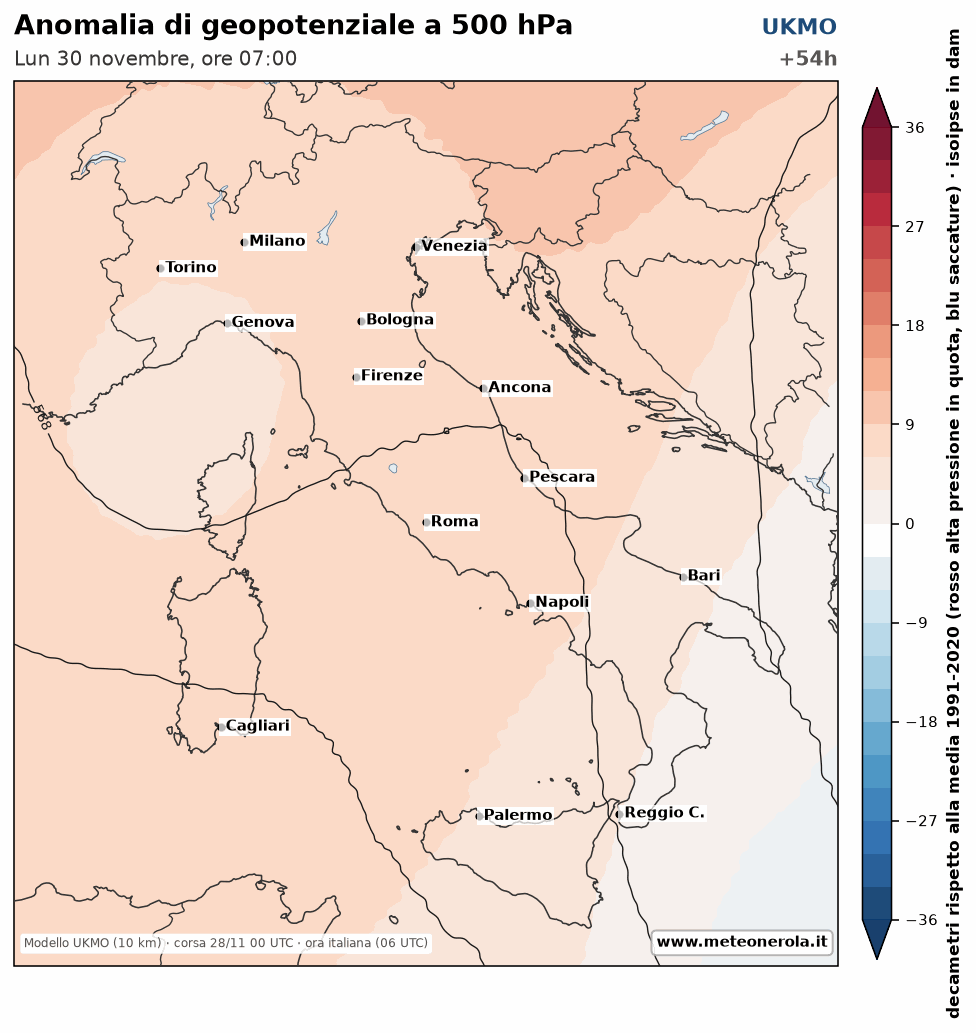 Anomalia di geopotenziale a 500 hPa
UKMO
Lun 30 novembre, ore 07:00
+54h
Milano
Venezia
Torino
Genova
Bologna
Firenze
Ancona
568
Pescara
Roma
Bari
Napoli
Cagliari
Palermo
Reggio C.
Modello UKMO (10 km) · corsa 28/11 00 UTC · ora italiana (06 UTC)
www.meteonerola.it
36
27
18
9
0
−9
−18
−27
−36
decametri rispetto alla media 1991-2020 (rosso alta pressione in quota, blu saccature) · isoipse in dam